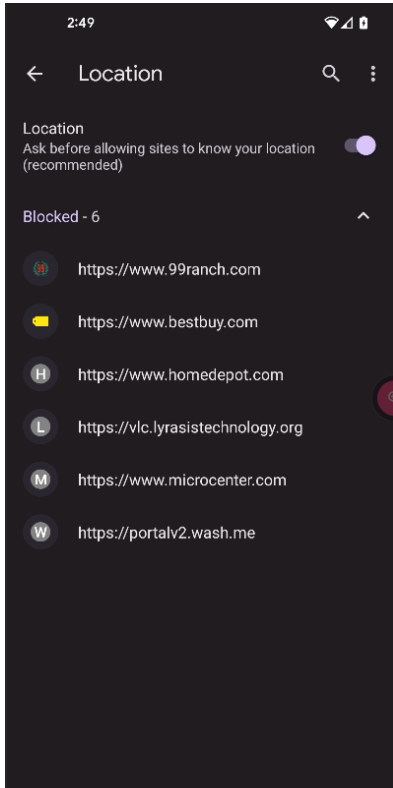 2:49
Location
Location
Ask before allowing sites to know your location
(recommended)
Blocked - 6
https://www.99ranch.com
https://www.bestbuy.com
H
https://www.homedepot.com
L
https://vlc.lyrasistechnology.org
M
https://www.microcenter.com
W
https://portalv2.wash.me